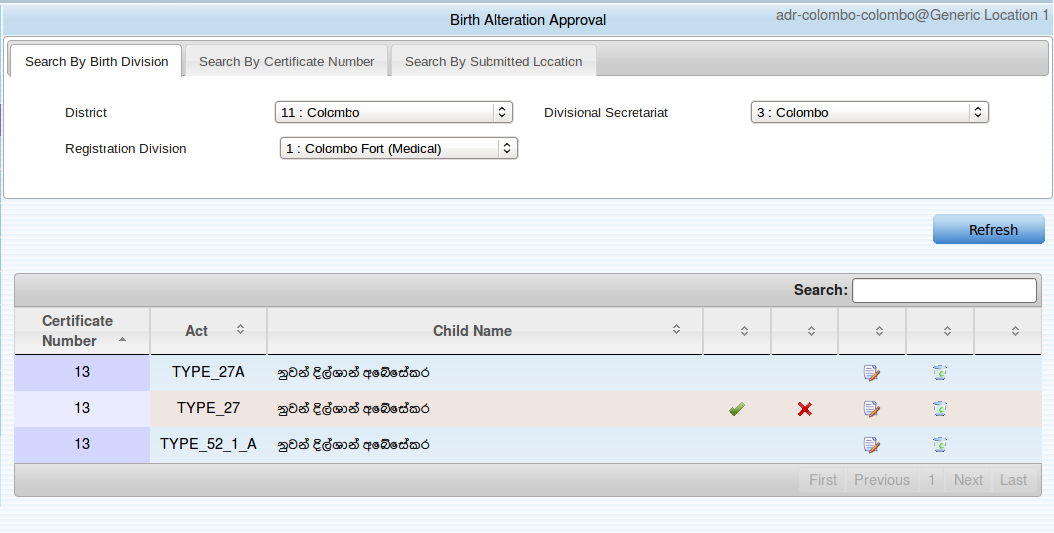 Birth Alteration Approval
adr-colombo-colombo@Generic Location 1
Search By Birth Division Search By Certificate Number Search By Submitted Location
District 11 : Colombo Divisional Secretariat 3 : Colombo
Registration Division 1 : Colombo Fort (Medical)
Refresh
Search:
Certificate Number Act Child Name
13 TYPE_27A නුවන් දිල්ශාන් අබේසේකර
13 TYPE_27 නුවන් දිල්ශාන් අබේසේකර
13 TYPE_52_1_A නුවන් දිල්ශාන් අබේසේකර
First Previous 1 Next Last